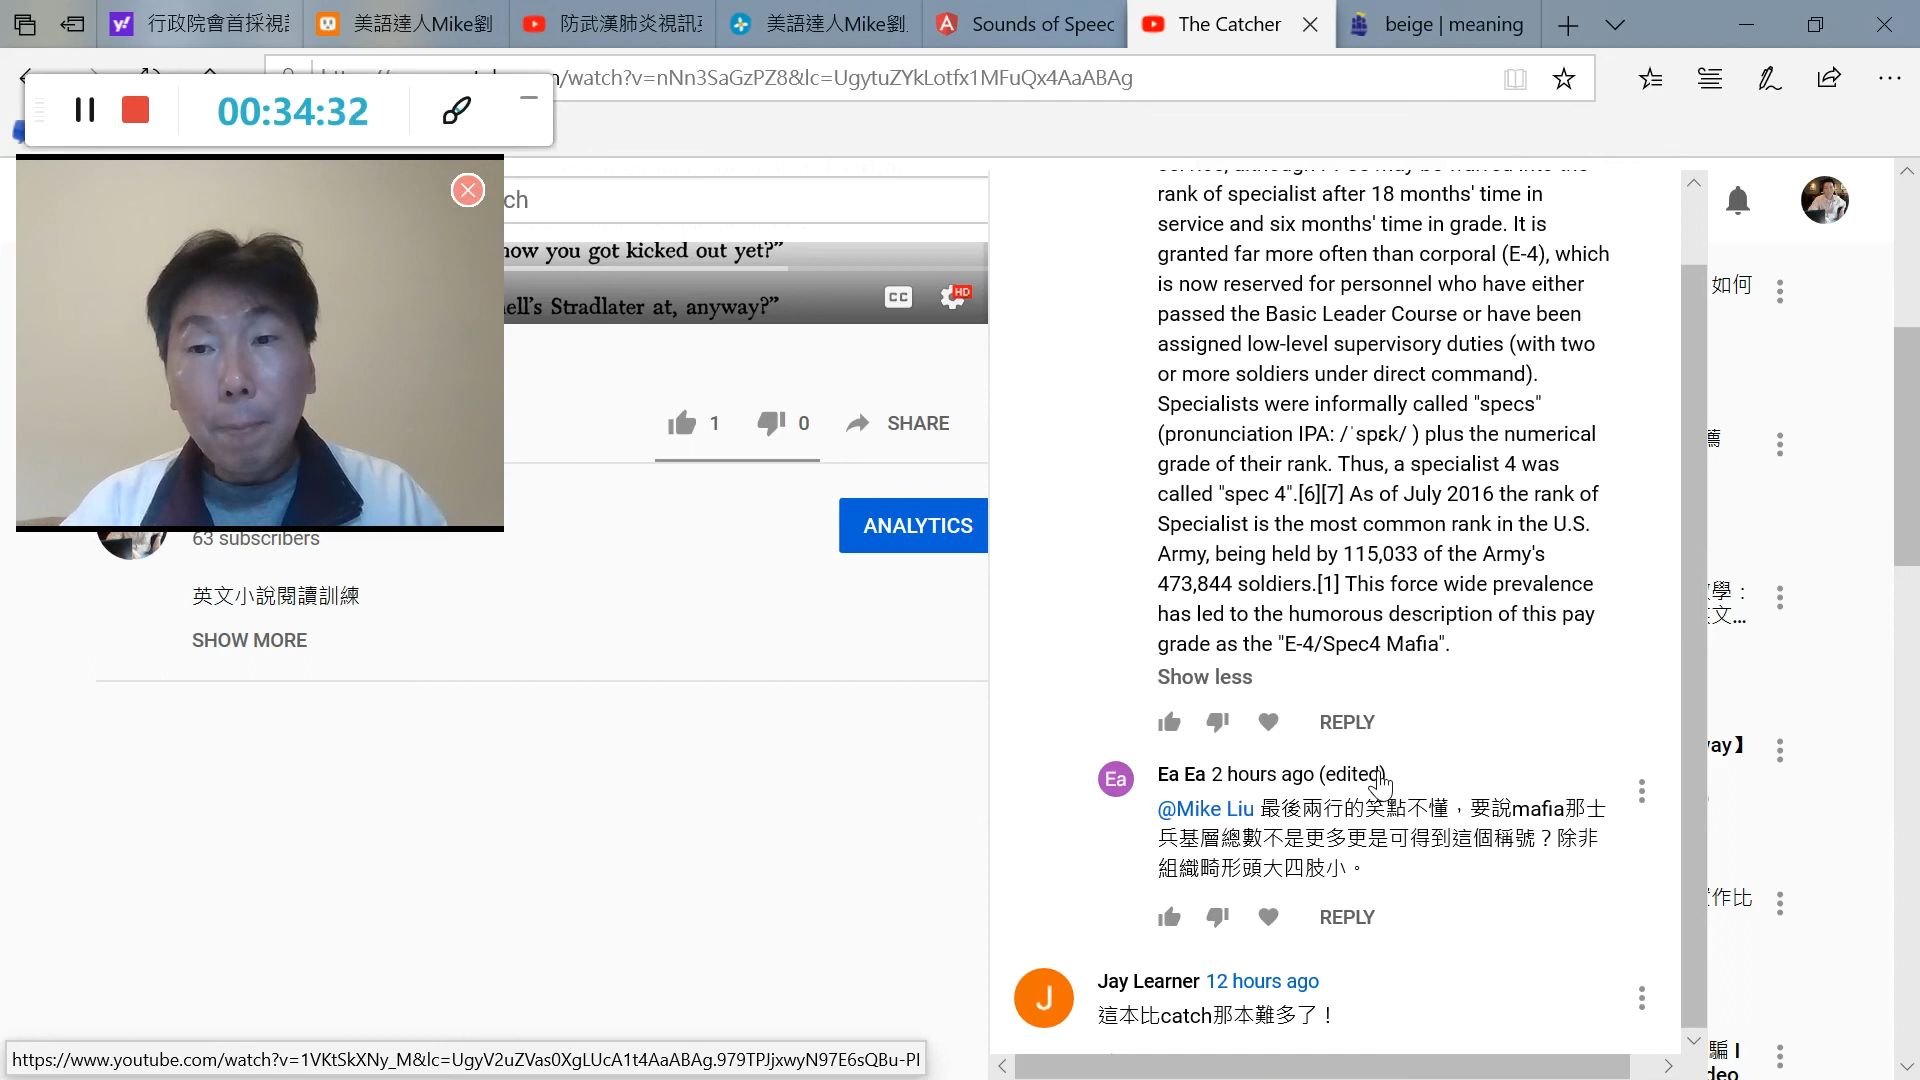 行政院會首採視訊
美語達人Mike劉
防武漢肺炎視訊
美語達人Mike劉
Sounds of Speec
The Catcher
beige | meaning
/watch?v=nNn3SaGzPZ8&lc=UgytuZYkLotfx1MFuQx4AaABAg
00:34:32
ch
now you got kicked out yet?"
ell's Stradlater at, anyway?"
CC
HD
1
0
SHARE
ANALYTICS
63 subscribers
英文小說閱讀訓練
SHOW MORE
rank of specialist after 18 months' time in
service and six months' time in grade. It is
granted far more often than corporal (E-4), which
is now reserved for personnel who have either
passed the Basic Leader Course or have been
assigned low-level supervisory duties (with two
or more soldiers under direct command).
Specialists were informally called "specs"
(pronunciation IPA: /ˈspɛk/ ) plus the numerical
grade of their rank. Thus, a specialist 4 was
called "spec 4".[6][7] As of July 2016 the rank of
Specialist is the most common rank in the U.S.
Army, being held by 115,033 of the Army's
473,844 soldiers.[1] This force wide prevalence
has led to the humorous description of this pay
grade as the "E-4/Spec4 Mafia".
Show less
REPLY
Ea
Ea Ea 2 hours ago (edited)
@Mike Liu 最後兩行的笑點不懂，要說mafia那士
兵基層總數不是更多更是可得到這個稱號？除非
組織畸形頭大四肢小。
REPLY
J
Jay Learner 12 hours ago
這本比catch那本難多了！
如何
薦
學：
文...
way】
作比
騙 I
deo
https://www.youtube.com/watch?v=1VKtSkXNy_M&lc=UgyV2uZVas0XgLUcA1t4AaABAg.979TPJjxwyN97E6sQBu-PI